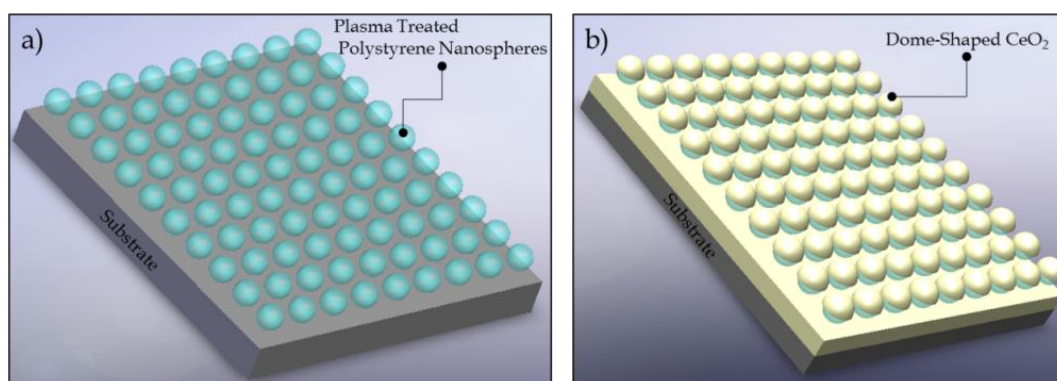 a)
Plasma Treated
Polystyrene Nanospheres
Substrate
b)
Dome-Shaped CeO₂
Substrate